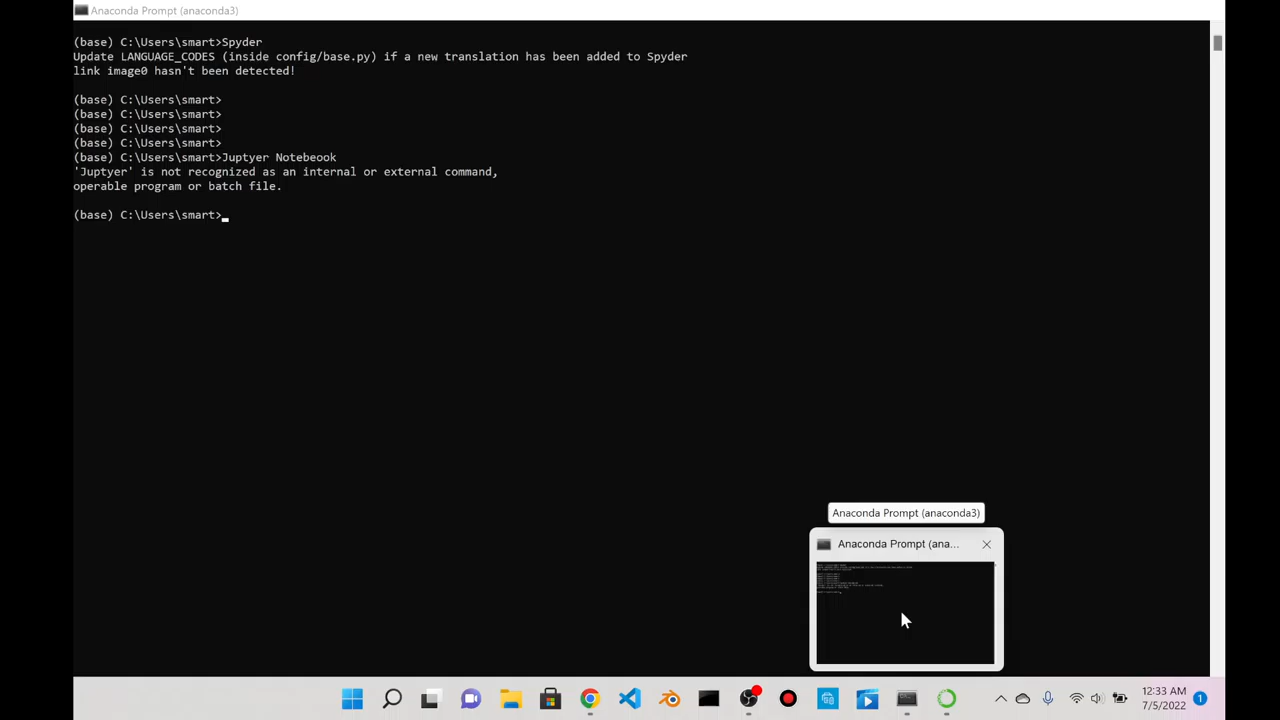 Anaconda Prompt (anaconda3)
(base) C:\Users\smart>Spyder
Update LANGUAGE_CODES (inside config/base.py) if a new translation has been added to Spyder
link image0 hasn't been detected!
(base) C:\Users\smart>
(base) C:\Users\smart>
(base) C:\Users\smart>
(base) C:\Users\smart>
(base) C:\Users\smart>Juptyer Notebeook
'Juptyer' is not recognized as an internal or external command,
operable program or batch file.
(base) C:\Users\smart>
Anaconda Prompt (anaconda3)
Anaconda Prompt (ana...
12:33 AM
7/5/2022
1